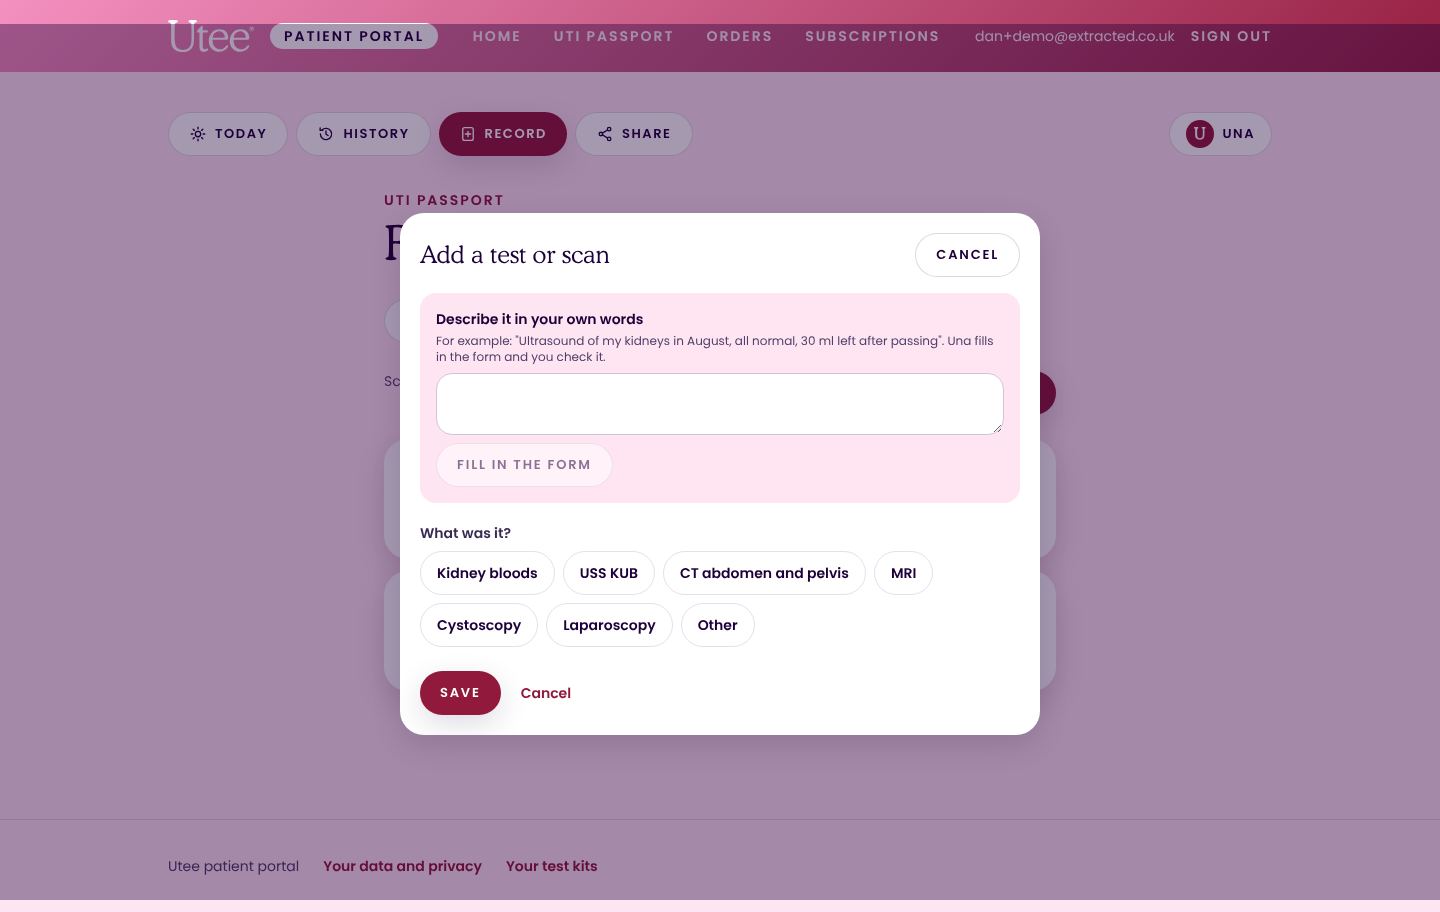 Utee
PATIENT PORTAL
HOME
UTI PASSPORT
ORDERS
SUBSCRIPTIONS
dan+demo@extracted.co.uk
SIGN OUT
TODAY
HISTORY
RECORD
SHARE
U
UNA
UTI PASSPORT
Add a test or scan
CANCEL
Describe it in your own words
For example: "Ultrasound of my kidneys in August, all normal, 30 ml left after passing". Una fills
in the form and you check it.
FILL IN THE FORM
What was it?
Kidney bloods
USS KUB
CT abdomen and pelvis
MRI
Cystoscopy
Laparoscopy
Other
SAVE
Cancel
Utee patient portal
Your data and privacy
Your test kits